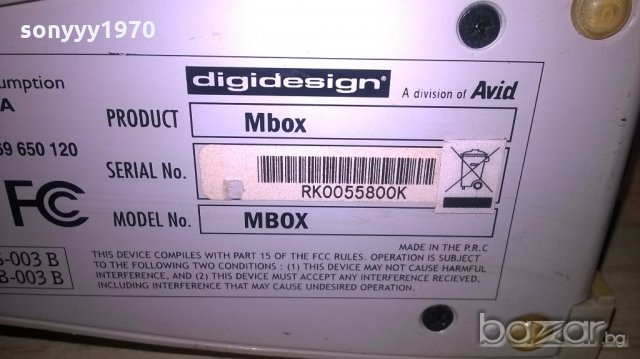 sonyyy1970
umption
A
digidesign®
A division of Avid
PRODUCT Mbox
69 650 120
SERIAL No.
RK0055800K
FC
MODEL No. MBOX
MADE IN THE P.R.C
-003 B
THIS DEVICE COMPLIES WITH PART 15 OF THE FCC RULES. OPERATION IS SUBJECT
TO THE FOLLOWING TWO CONDITIONS : (1) THIS DEVICE MAY NOT CAUSE HARMFUL
B-003 B
INTERFERENCE, AND (2) THIS DEVICE MUST ACCEPT ANY INTERFERENCE RECIEVED,
INCLUDING INTERFERENCE THAT MAY CAUSE UNDESIRED OPERATION.
bazar.bg